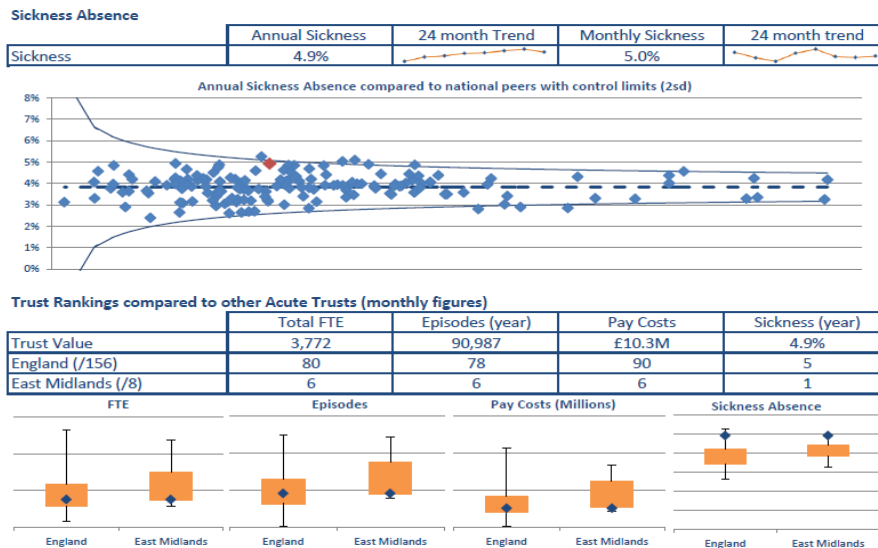 Sickness Absence
Annual Sickness 24 month Trend Monthly Sickness 24 month trend
Sickness 4.9% 5.0%
Annual Sickness Absence compared to national peers with control limits (2sd)
8%
7%
6%
5%
4%
3%
2%
1%
0%
Trust Rankings compared to other Acute Trusts (monthly figures)
Total FTE Episodes (year) Pay Costs Sickness (year)
Trust Value 3,772 90,987 £10.3M 4.9%
England (/156) 80 78 90 5
East Midlands (/8) 6 6 6 1
FTE Episodes Pay Costs (Millions) Sickness Absence
England East Midlands England East Midlands England East Midlands England East Midlands